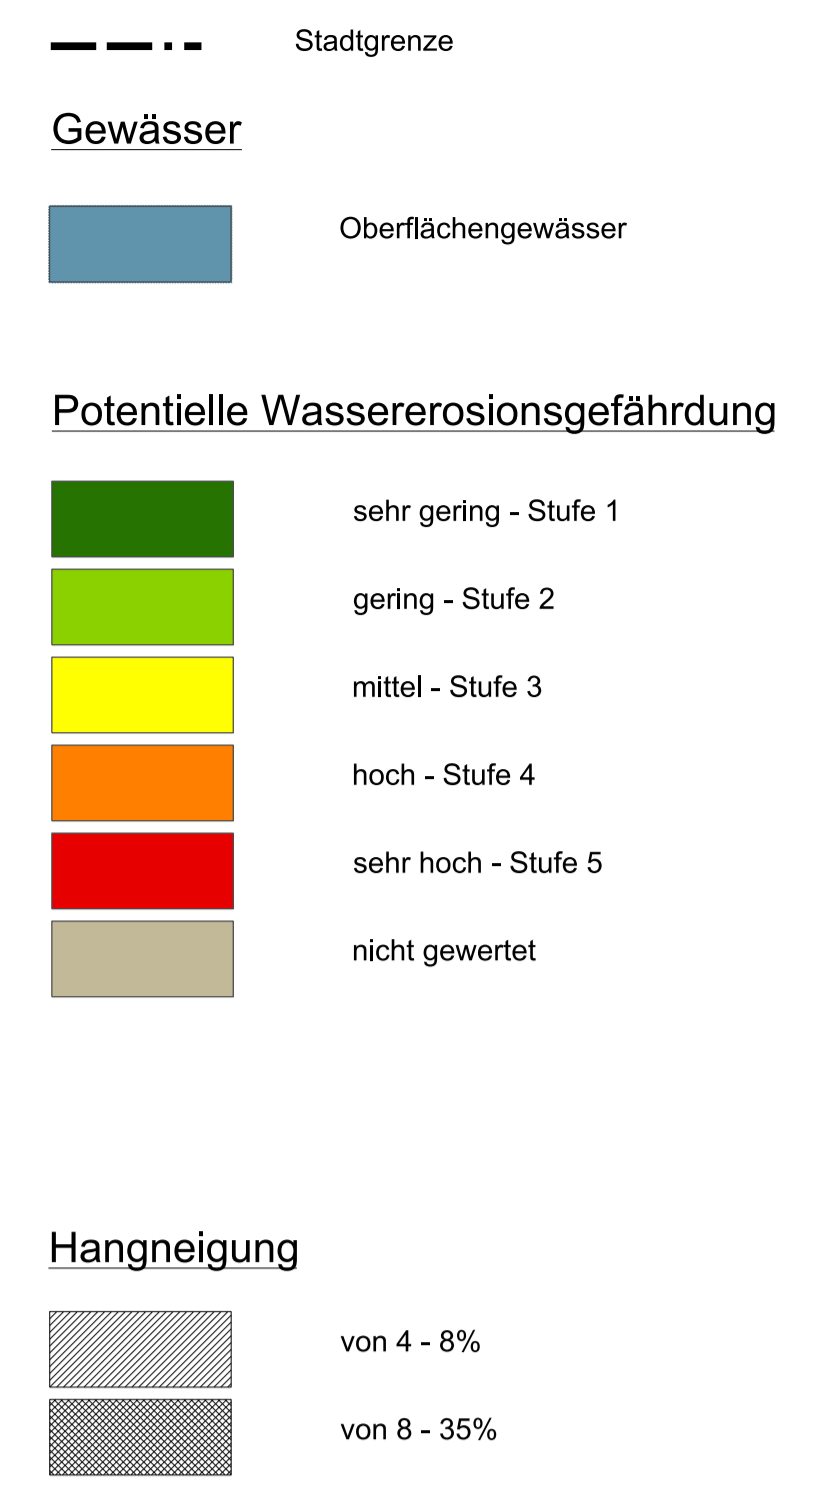 Stadtgrenze
Gewässer
Oberflächengewässer
Potentielle Wassererosionsgefährdung
sehr gering - Stufe 1
gering - Stufe 2
mittel - Stufe 3
hoch - Stufe 4
sehr hoch - Stufe 5
nicht gewertet
Hangneigung
von 4 - 8%
von 8 - 35%